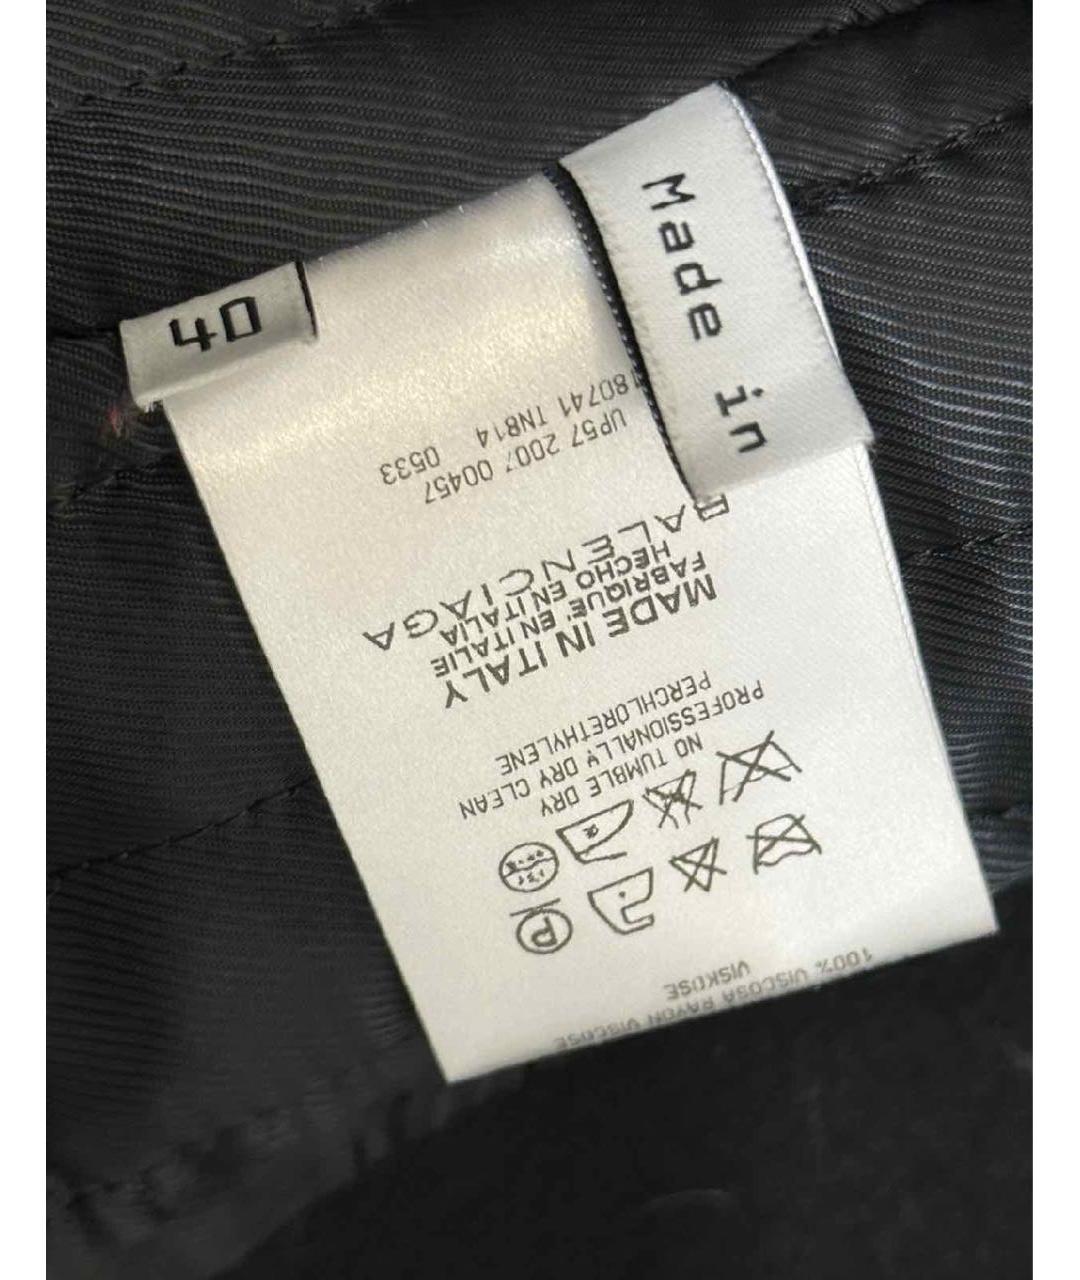 40
Made in
180741 TN814 0533
UP57 2007 00457
BALENCIAGA
HECHO EN ITALIA
FABRIQUE' EN ITALIE
MADE IN ITALY
PERCHLORETHYLENE
PROFESSIONALLY DRY CLEAN
NO TUMBLE DRY
P
100% VISCOSA RAYON VISCOSE
VISKOSE